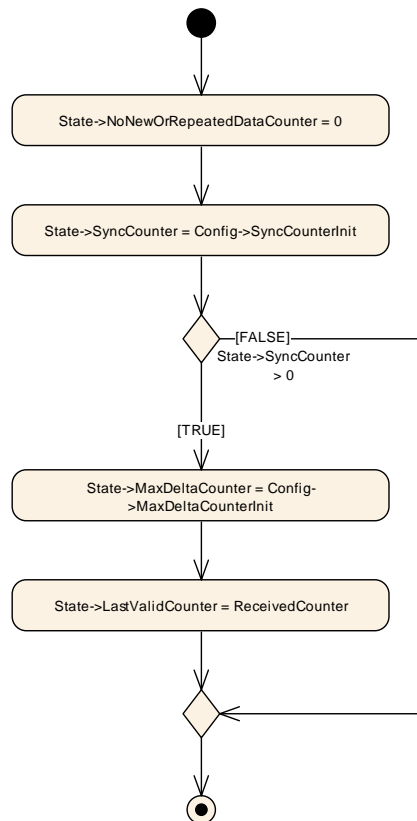 State->NoNewOrRepeatedDataCounter = 0
State->SyncCounter = Config->SyncCounterInit
[FALSE]
State->SyncCounter
> 0
[TRUE]
State->MaxDeltaCounter = Config-
>MaxDeltaCounterInit
State->LastValidCounter = ReceivedCounter